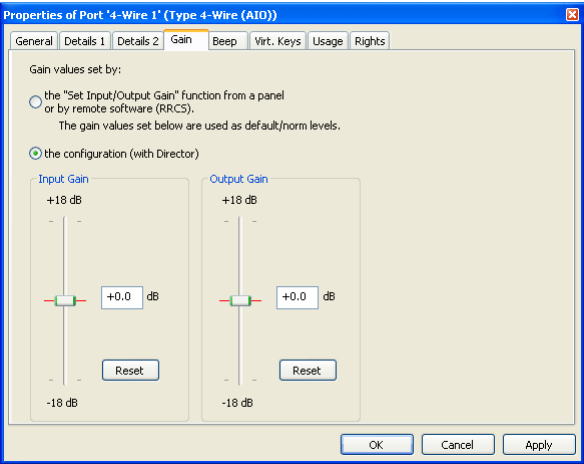 Properties of Port '4-Wire 1' (Type 4-Wire (AIO))
General Details 1 Details 2 Gain Beep Virt. Keys Usage Rights
Gain values set by:
the "Set Input/Output Gain" function from a panel
or by remote software (RRCS).
The gain values set below are used as default/norm levels.
the configuration (with Director)
Input Gain Output Gain
+18 dB +18 dB
+0.0 dB +0.0 dB
Reset Reset
-18 dB -18 dB
OK Cancel Apply